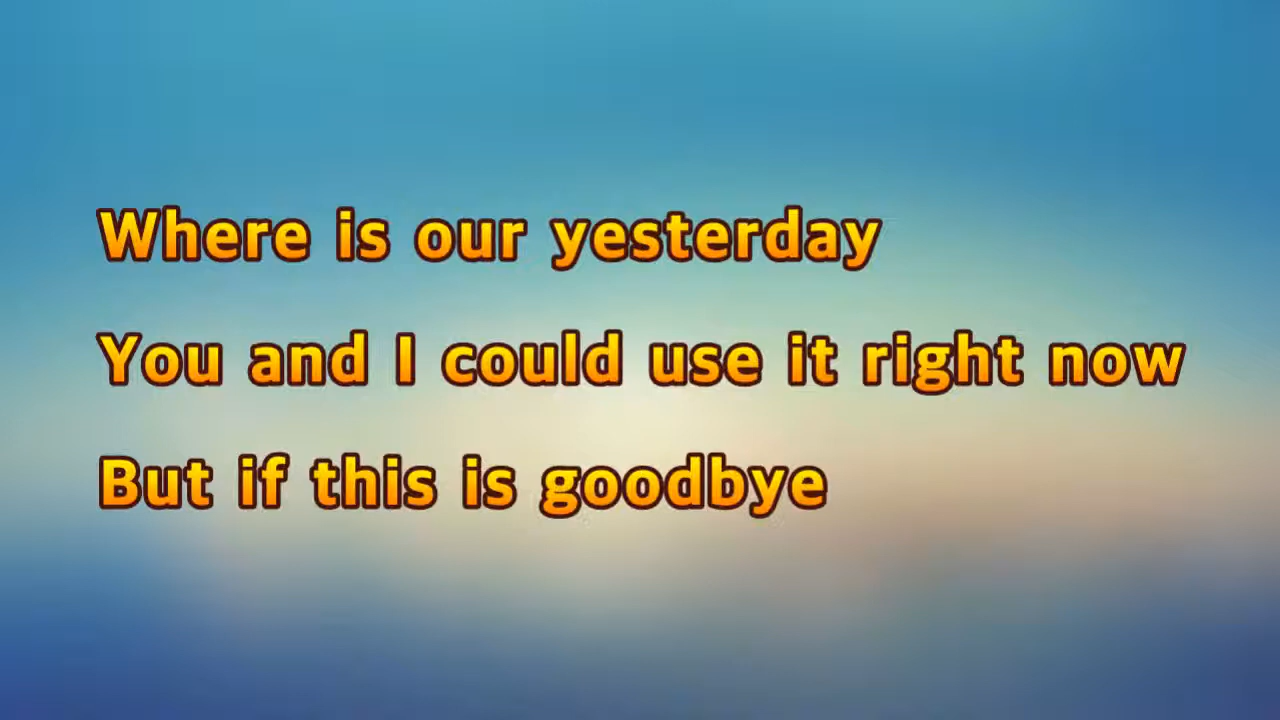 Where is our yesterday
You and I could use it right now
But if this is goodbye